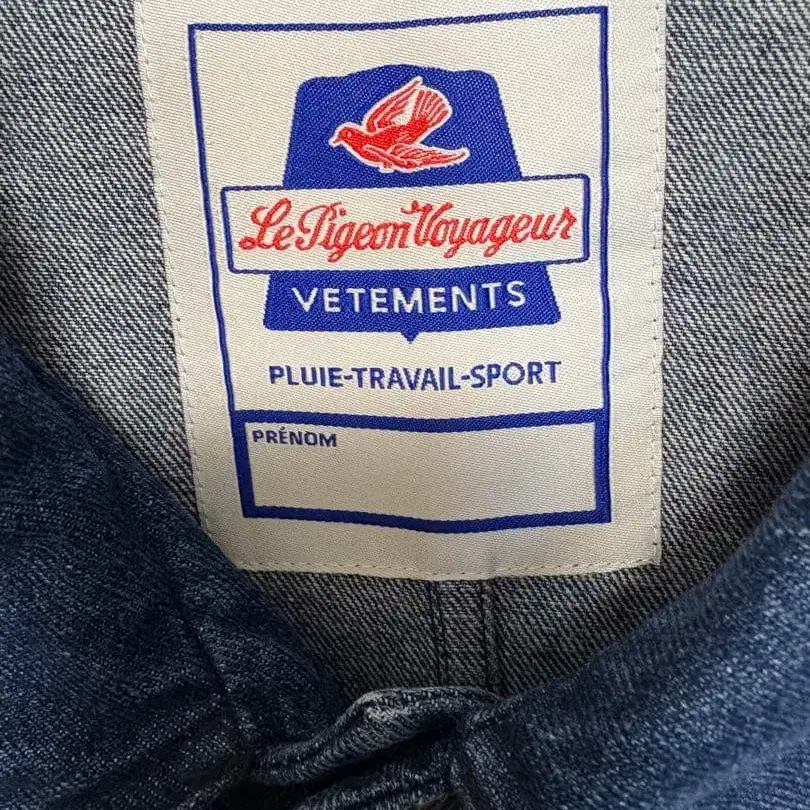 Le Pigeon Voyageur
VETEMENTS
PLUIE-TRAVAIL-SPORT
PRÉNOM